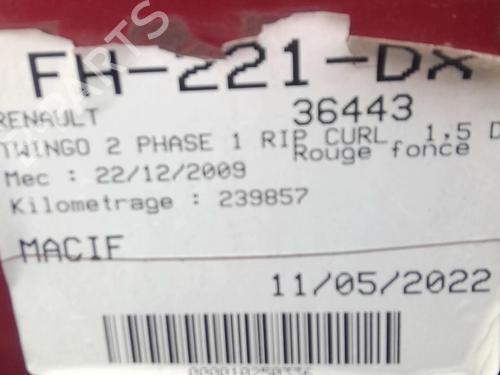 FH-221-DX
RENAULT 36443
TWINGO 2 PHASE 1 RIP CURL 1.5 D
Rouge fonce
Mec : 22/12/2009
Kilometrage : 239857
MACIF
11/05/2022